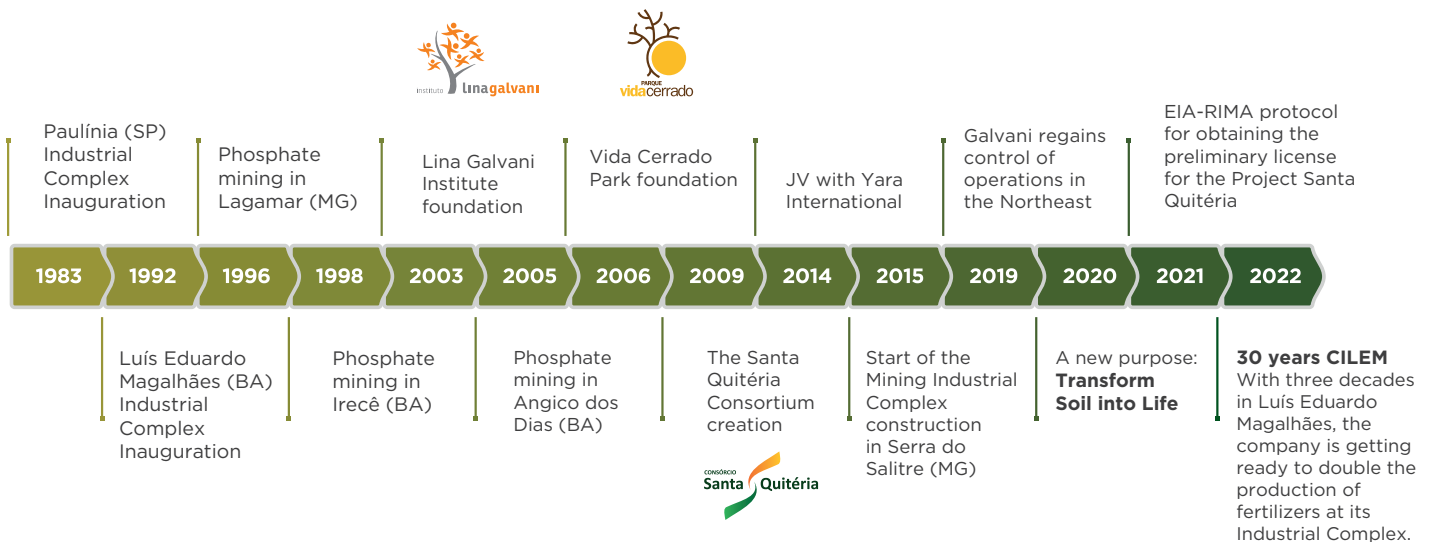 instituto linagalvani
PARQUE
vidacerrado
Paulínia (SP)
Industrial
Complex
Inauguration
Phosphate
mining in
Lagamar (MG)
Lina Galvani
Institute
foundation
Vida Cerrado
Park foundation
JV with Yara
International
Galvani regains
control of
operations in
the Northeast
EIA-RIMA protocol
for obtaining the
preliminary license
for the Project Santa
Quitéria
1983
1992
1996
1998
2003
2005
2006
2009
2014
2015
2019
2020
2021
2022
Luís Eduardo
Magalhães (BA)
Industrial
Complex
Inauguration
Phosphate
mining in
Irecê (BA)
Phosphate
mining in
Angico dos
Dias (BA)
The Santa
Quitéria
Consortium
creation
CONSÓRCIO
Santa Quitéria
Start of the
Mining Industrial
Complex
construction
in Serra do
Salitre (MG)
A new purpose:
Transform
Soil into Life
30 years CILEM
With three decades
in Luís Eduardo
Magalhães, the
company is getting
ready to double the
production of
fertilizers at its
Industrial Complex.